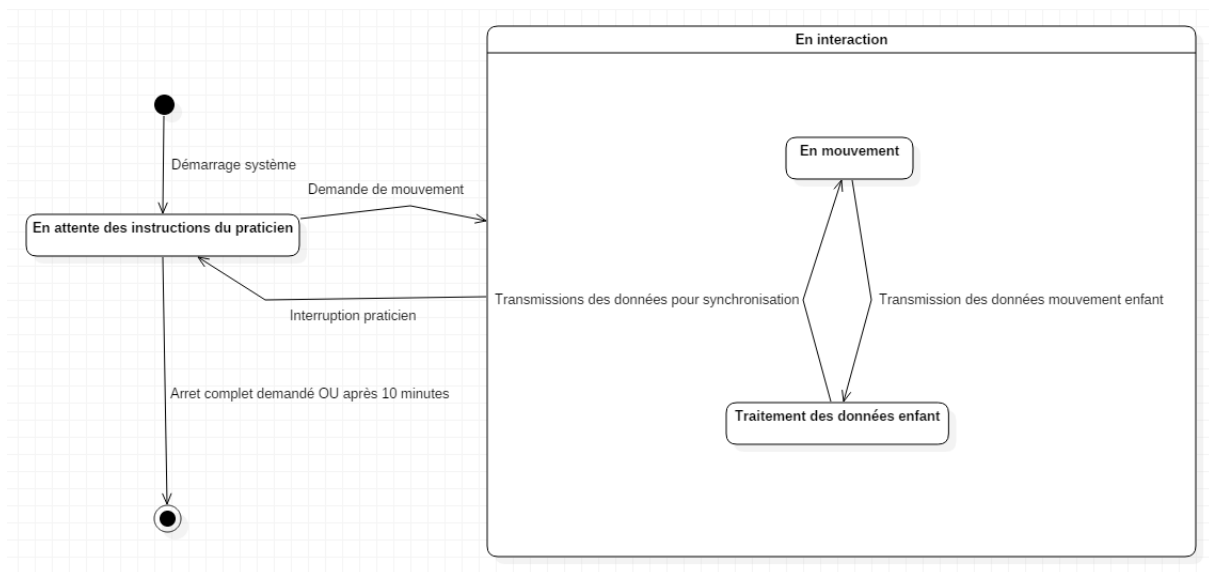 En interaction
En mouvement
Démarrage système
Demande de mouvement
En attente des instructions du praticien
Transmissions des données pour synchronisation
Transmission des données mouvement enfant
Interruption praticien
Arret complet demandé OU après 10 minutes
Traitement des données enfant